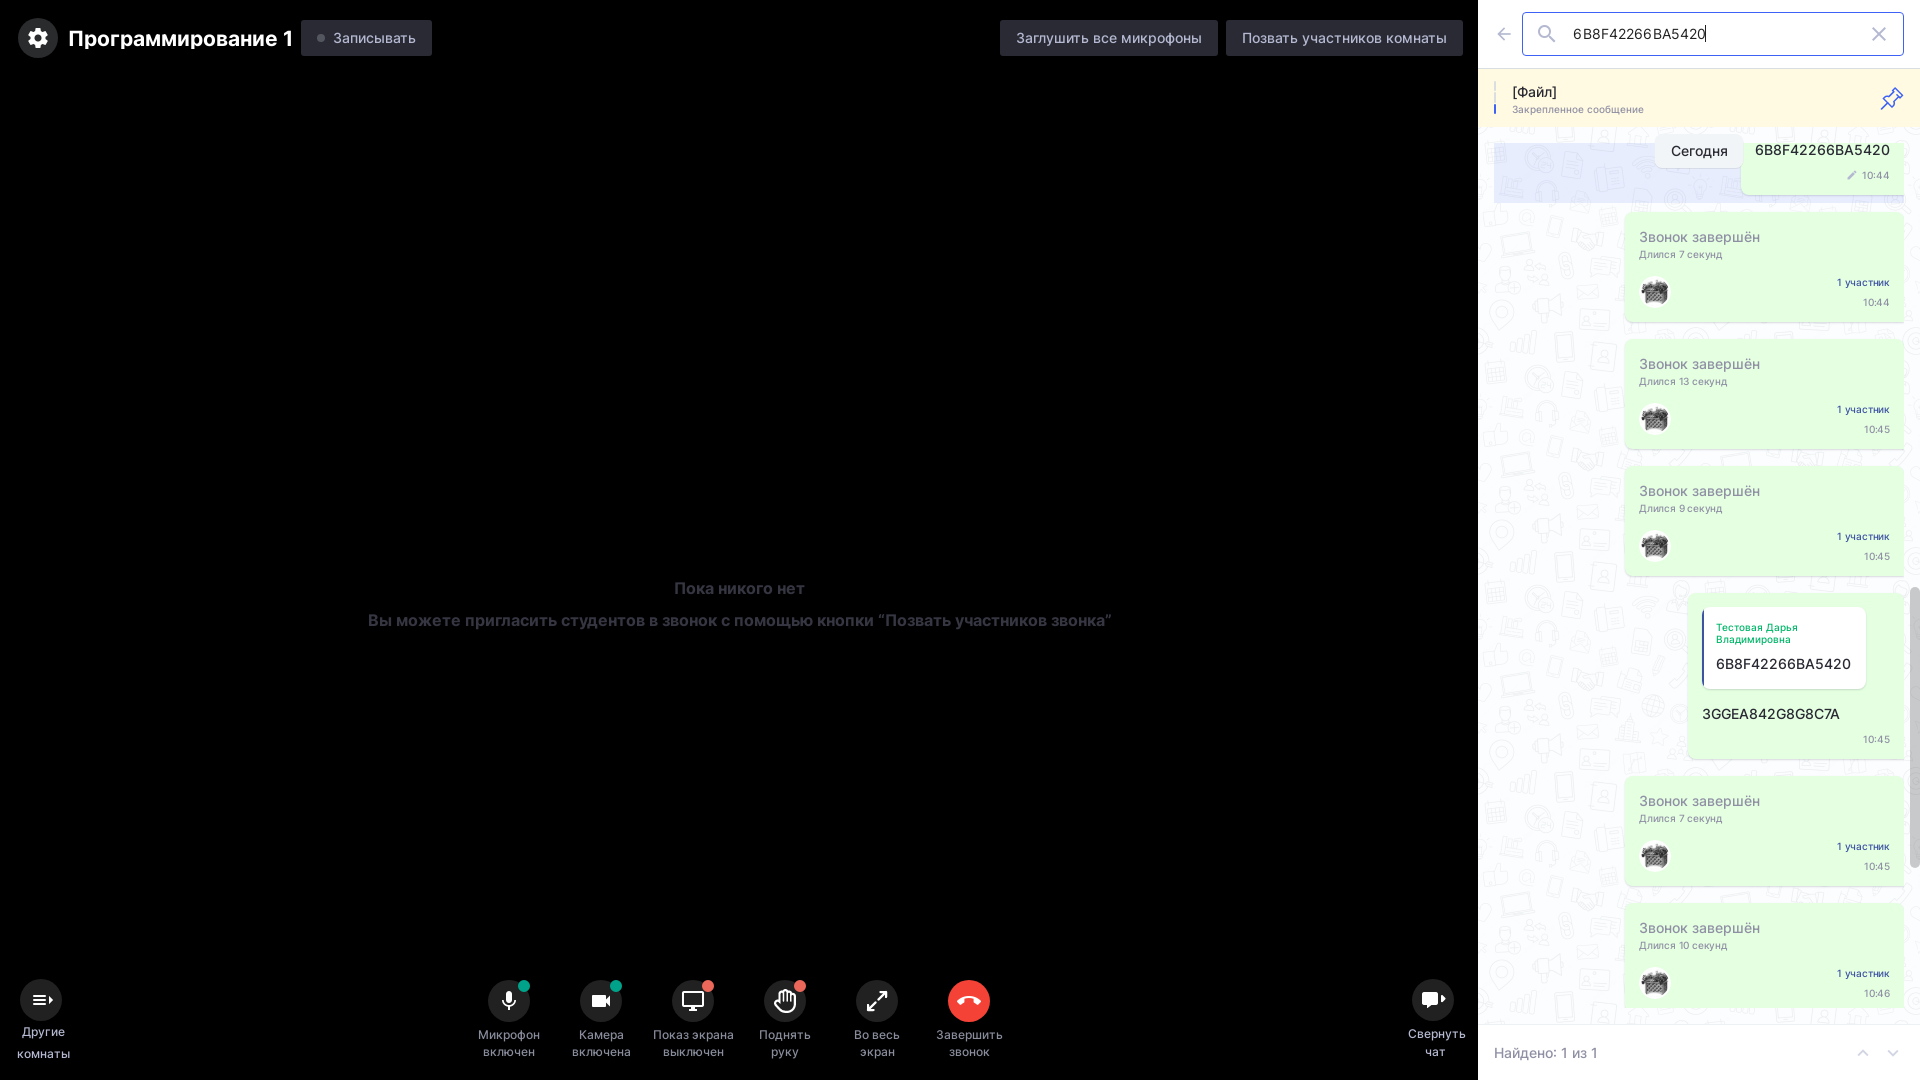 Программирование 1
Записывать
Заглушить все микрофоны
Позвать участников комнаты
6B8F42266BA5420
[Файл]
Закрепленное сообщение
Сегодня
6B8F42266BA5420
10:44
Звонок завершён
Длился 7 секунд
1 участник
10:44
Звонок завершён
Длился 13 секунд
1 участник
10:45
Звонок завершён
Длился 9 секунд
1 участник
10:45
Тестовая Дарья
Владимировна
6B8F42266BA5420
3GGEA842G8G8C7A
10:45
Звонок завершён
Длился 7 секунд
1 участник
10:45
Звонок завершён
Длился 10 секунд
1 участник
10:46
Найдено: 1 из 1
Пока никого нет
Вы можете пригласить студентов в звонок с помощью кнопки “Позвать участников звонка”
Другие
комнаты
Микрофон
включен
Камера
включена
Показ экрана
выключен
Поднять
руку
Во весь
экран
Завершить
звонок
Свернуть
чат